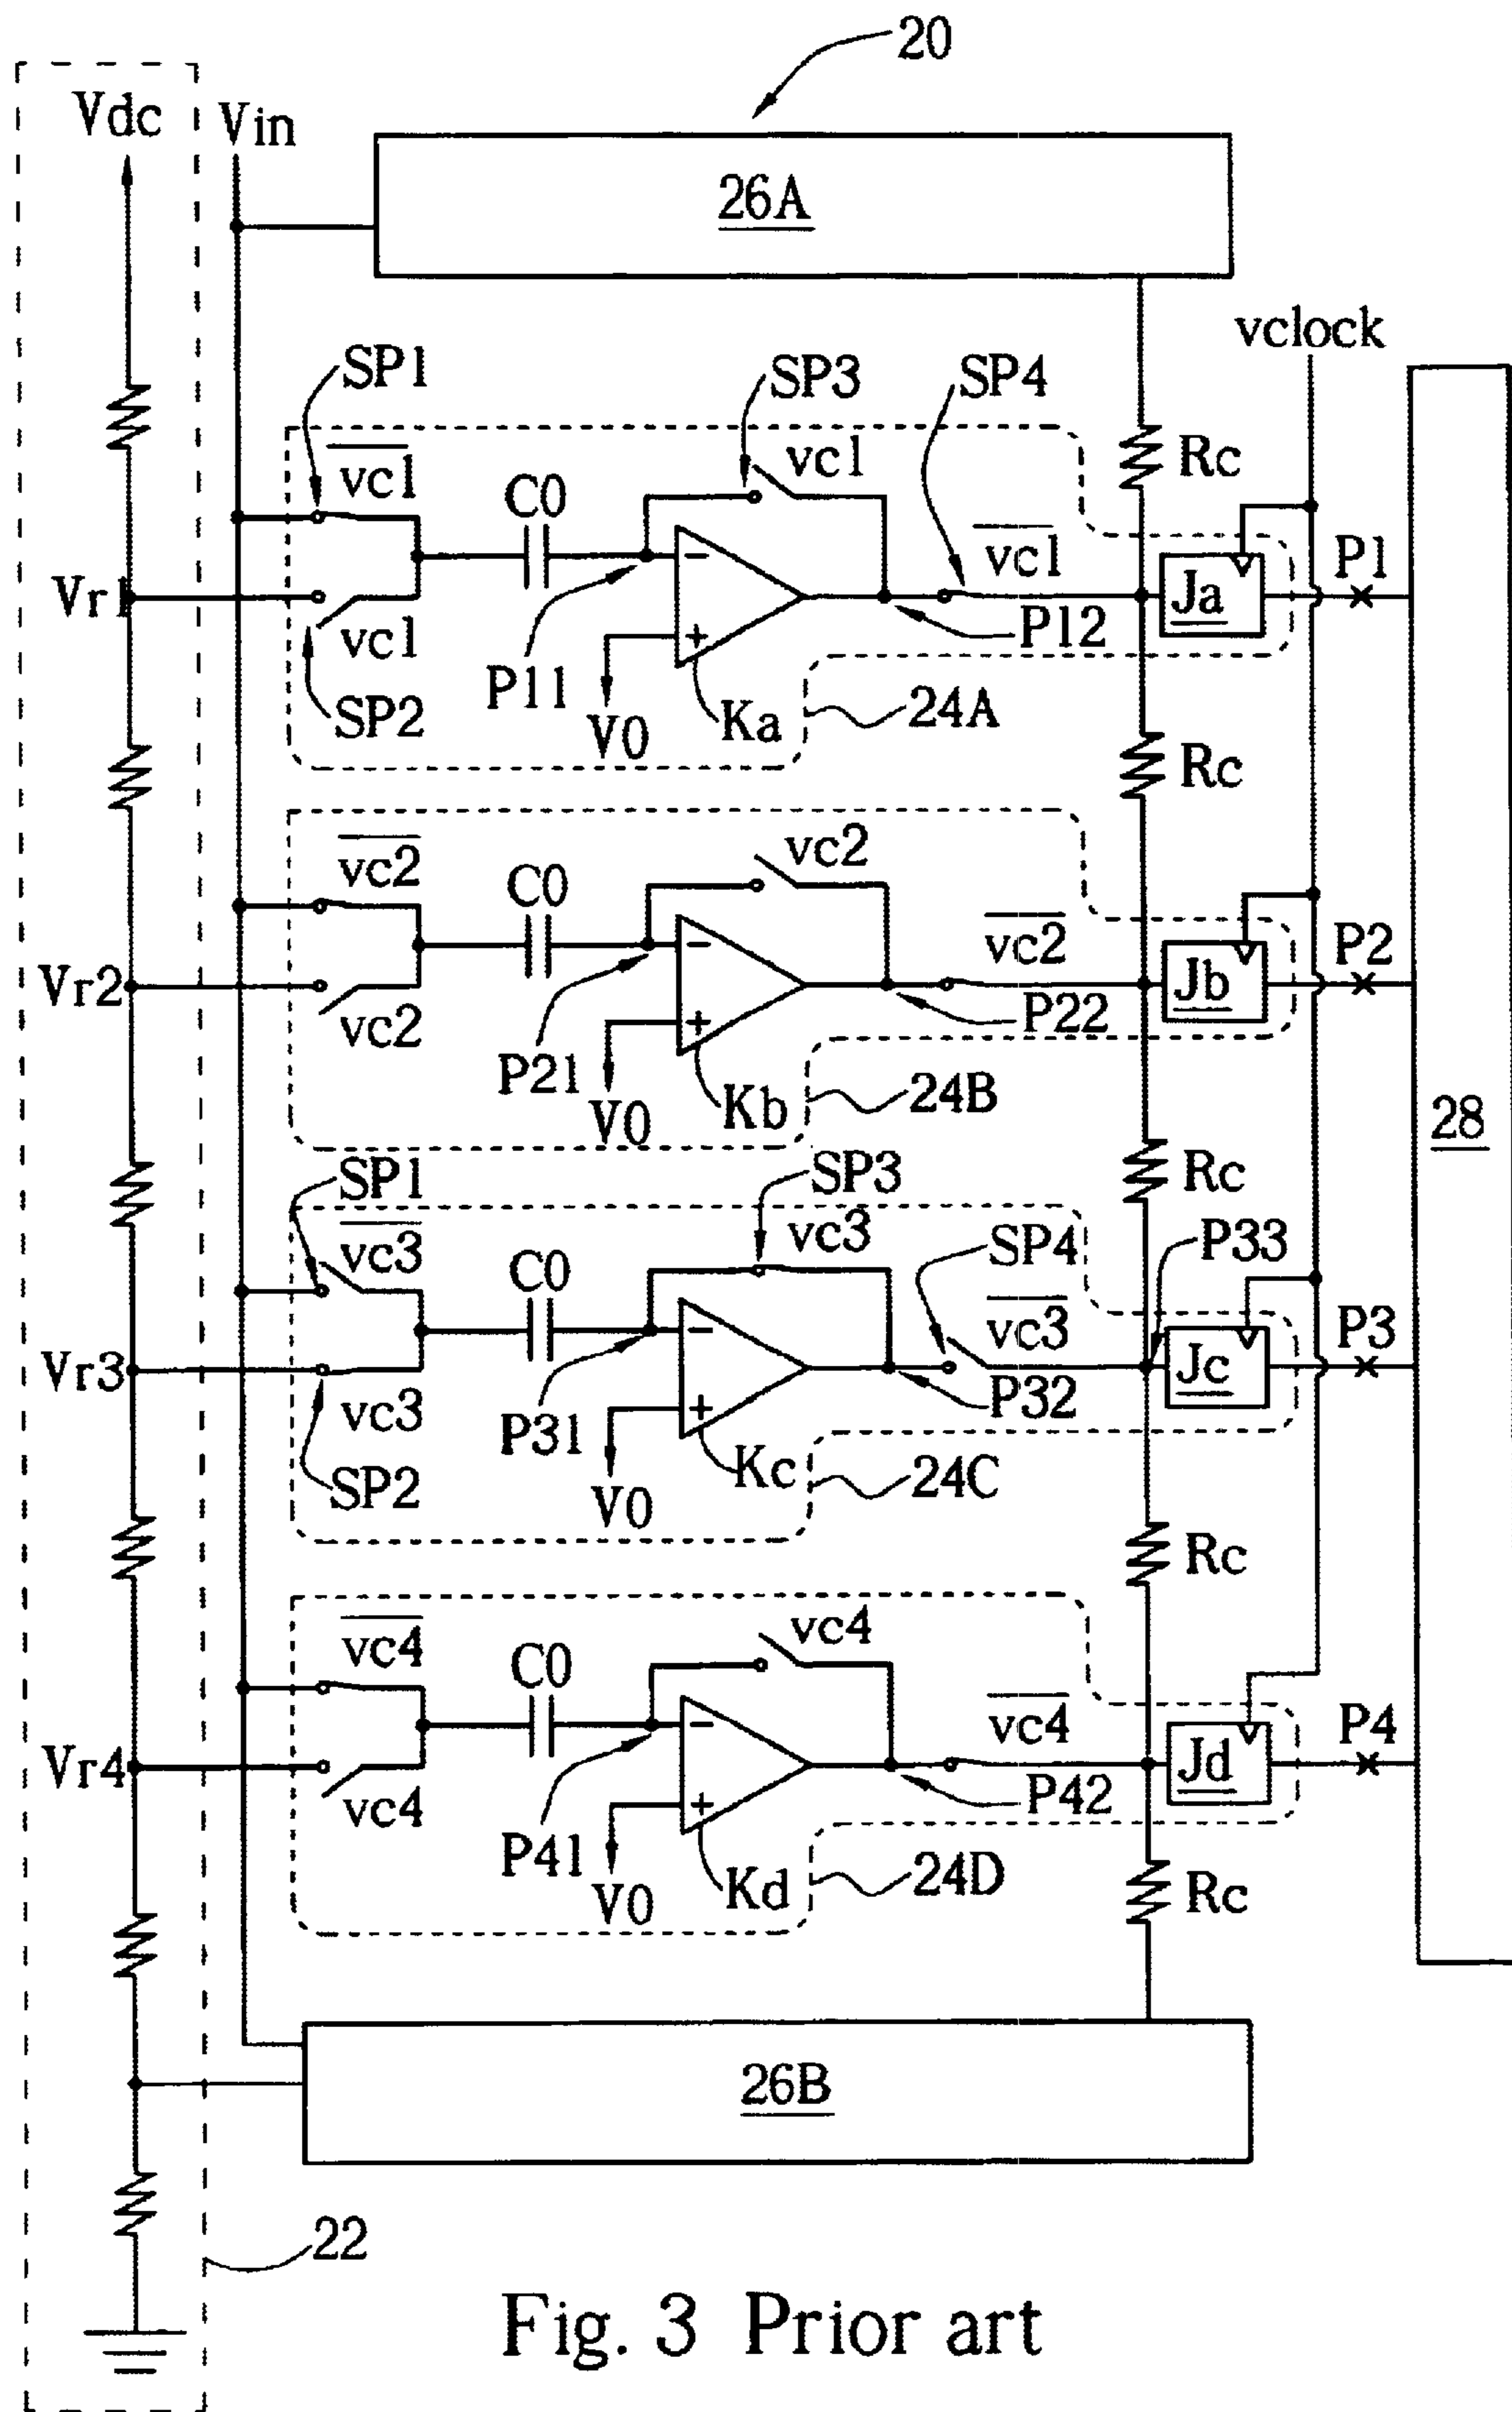 20
Vdc
Vin
26A
vclock
SP1
SP3
SP4
vc1
vc1
C0
Rc
vc1
Ja
P1
Vr1
vc1
P11
P12
SP2
V0
Ka
24A
Rc
vc2
vc2
C0
vc2
Jb
P2
Vr2
vc2
P21
P22
V0
Kb
24B
28
SP1
SP3
Rc
vc3
vc3
SP4
P33
C0
vc3
Jc
P3
Vr3
vc3
P31
P32
SP2
V0
Kc
24C
Rc
vc4
vc4
C0
vc4
Jd
P4
Vr4
vc4
P41
P42
V0
Kd
24D
Rc
26B
22
Fig. 3 Prior art